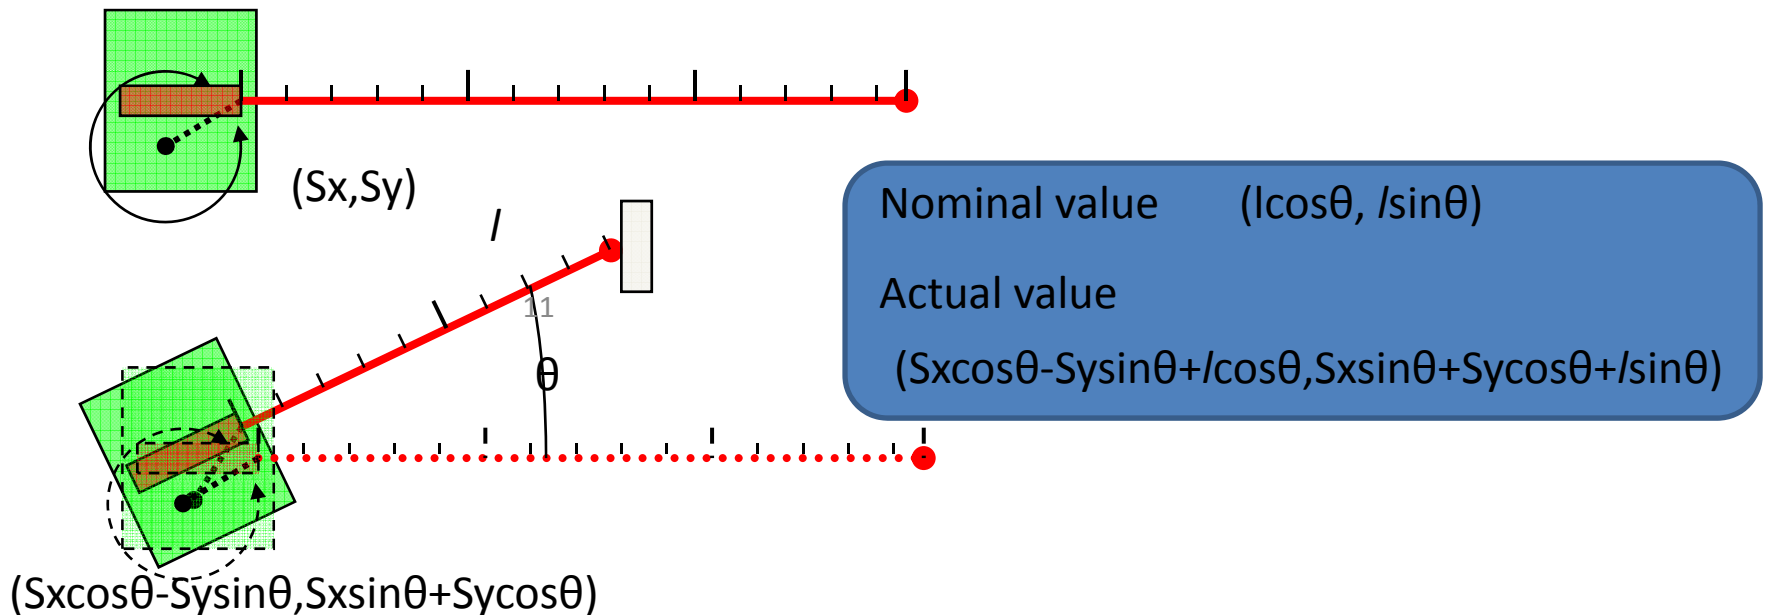 (Sx,Sy)
l
11
θ
(Sxcosθ-Sysinθ,Sxsinθ+Sycosθ)
Nominal value (lcosθ, lsinθ)
Actual value
(Sxcosθ-Sysinθ+lcosθ,Sxsinθ+Sycosθ+lsinθ)